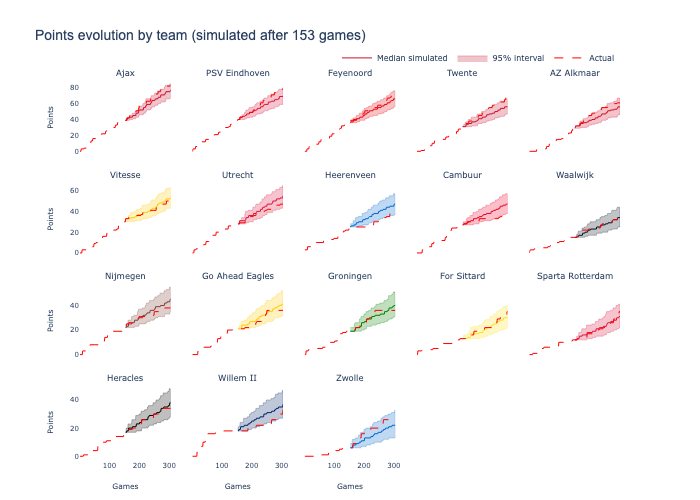 Points evolution by team (simulated after 153 games)
Median simulated 95% interval Actual
Ajax PSV Eindhoven Feyenoord Twente AZ Alkmaar
80
60
Points
40
20
0
Vitesse Utrecht Heerenveen Cambuur Waalwijk
60
40
Points
20
0
Nijmegen Go Ahead Eagles Groningen For Sittard Sparta Rotterdam
40
Points
20
0
Heracles Willem II Zwolle
40
Points
20
0
100 200 300 100 200 300 100 200 300
Games Games Games